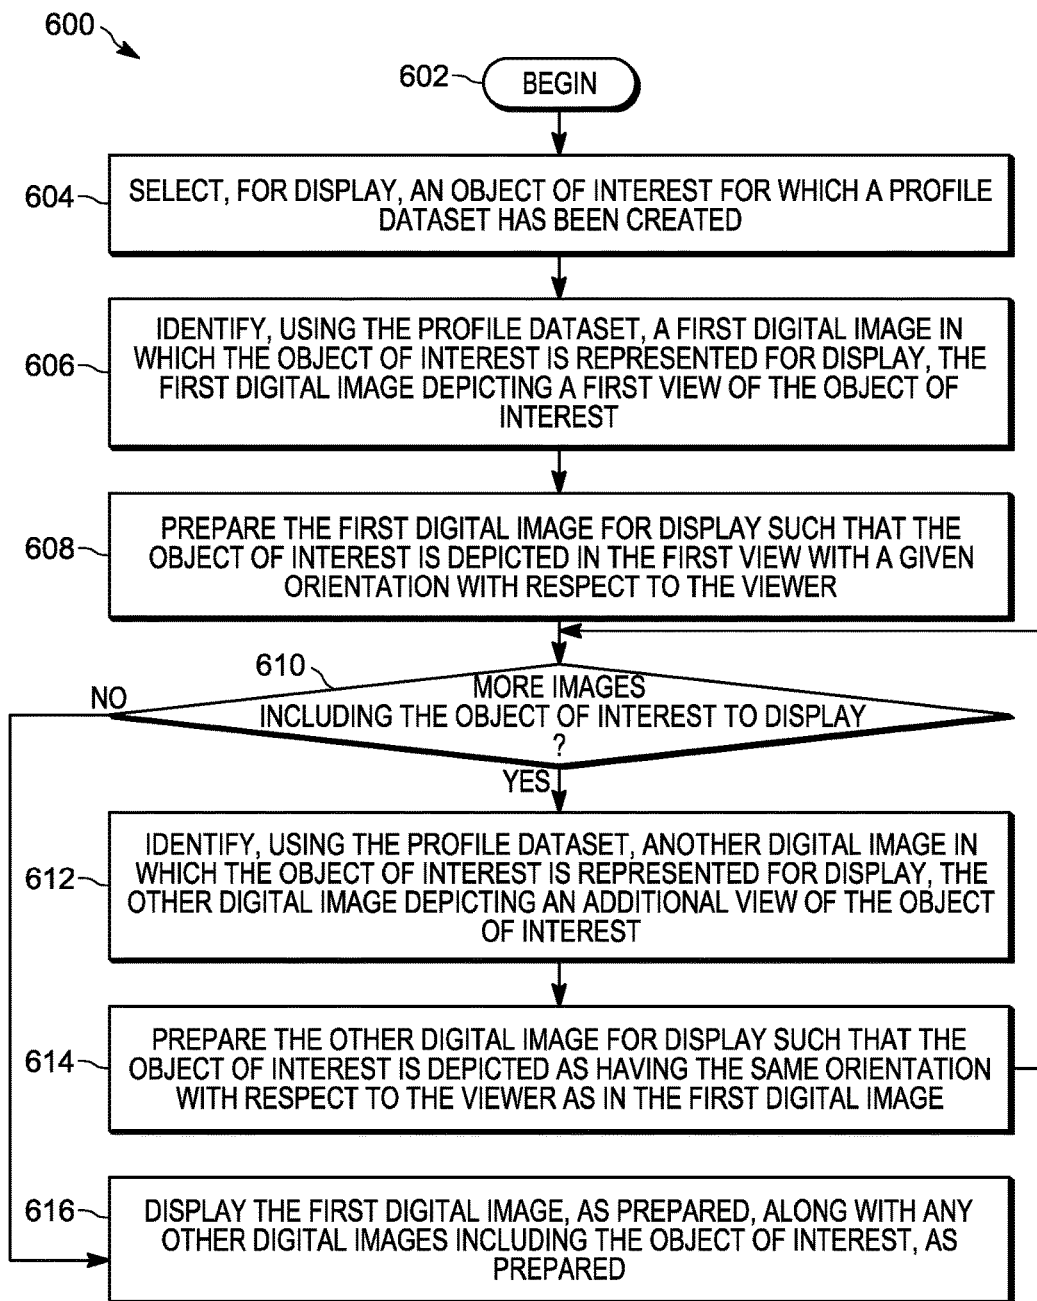 600
602
BEGIN
604
SELECT, FOR DISPLAY, AN OBJECT OF INTEREST FOR WHICH A PROFILE
DATASET HAS BEEN CREATED
606
IDENTIFY, USING THE PROFILE DATASET, A FIRST DIGITAL IMAGE IN
WHICH THE OBJECT OF INTEREST IS REPRESENTED FOR DISPLAY, THE
FIRST DIGITAL IMAGE DEPICTING A FIRST VIEW OF THE OBJECT OF
INTEREST
608
PREPARE THE FIRST DIGITAL IMAGE FOR DISPLAY SUCH THAT THE
OBJECT OF INTEREST IS DEPICTED IN THE FIRST VIEW WITH A GIVEN
ORIENTATION WITH RESPECT TO THE VIEWER
610
NO
MORE IMAGES
INCLUDING THE OBJECT OF INTEREST TO DISPLAY
?
YES
612
IDENTIFY, USING THE PROFILE DATASET, ANOTHER DIGITAL IMAGE IN
WHICH THE OBJECT OF INTEREST IS REPRESENTED FOR DISPLAY, THE
OTHER DIGITAL IMAGE DEPICTING AN ADDITIONAL VIEW OF THE OBJECT
OF INTEREST
614
PREPARE THE OTHER DIGITAL IMAGE FOR DISPLAY SUCH THAT THE
OBJECT OF INTEREST IS DEPICTED AS HAVING THE SAME ORIENTATION
WITH RESPECT TO THE VIEWER AS IN THE FIRST DIGITAL IMAGE
616
DISPLAY THE FIRST DIGITAL IMAGE, AS PREPARED, ALONG WITH ANY
OTHER DIGITAL IMAGES INCLUDING THE OBJECT OF INTEREST, AS
PREPARED